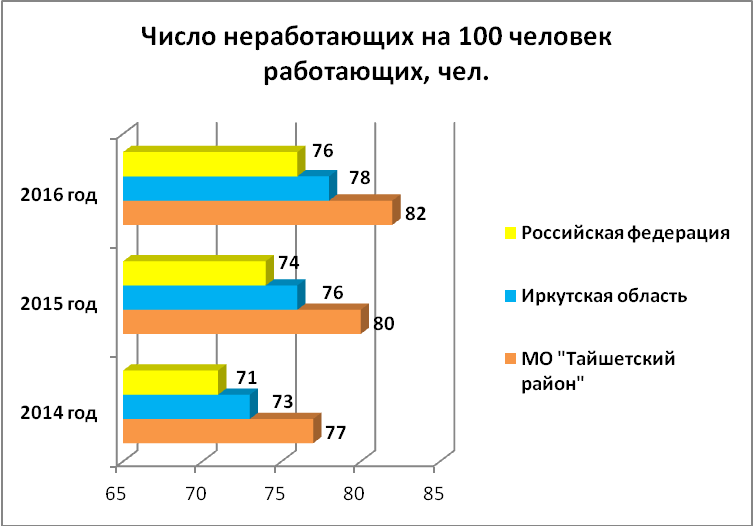 Число неработающих на 100 человек
работающих, чел.
2016 год
76
78
82
2015 год
74
76
80
2014 год
71
73
77
65 70 75 80 85
Российская федерация
Иркутская область
МО "Тайшетский
район"